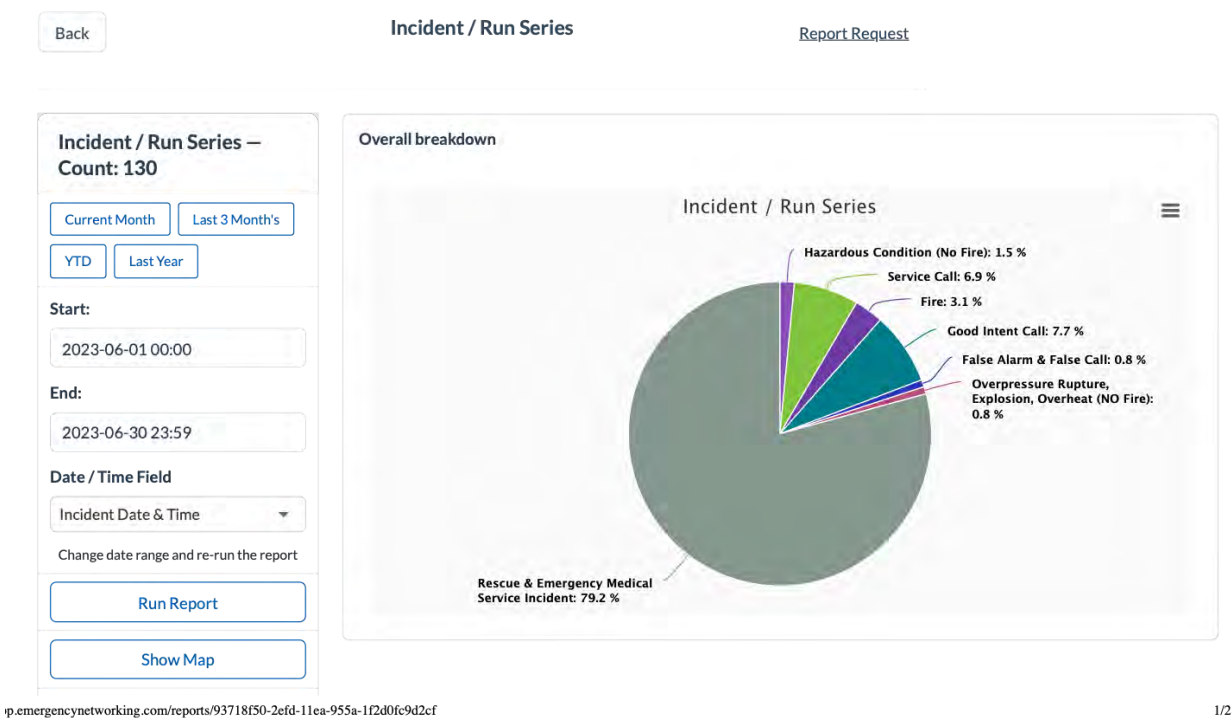 Back
Incident / Run Series
Report Request
Incident / Run Series —
Count: 130
Current Month
Last 3 Month's
YTD
Last Year
Start:
2023-06-01 00:00
End:
2023-06-30 23:59
Date / Time Field
Incident Date & Time
Change date range and re-run the report
Run Report
Show Map
Overall breakdown
Incident / Run Series
Hazardous Condition (No Fire): 1.5 %
Service Call: 6.9 %
Fire: 3.1 %
Good Intent Call: 7.7 %
False Alarm & False Call: 0.8 %
Overpressure Rupture,
Explosion, Overheat (NO Fire):
0.8 %
Rescue & Emergency Medical
Service Incident: 79.2 %
p.emergencynetworking.com/reports/93718f50-2efd-11ea-955a-1f2d0fc9d2cf
1/2